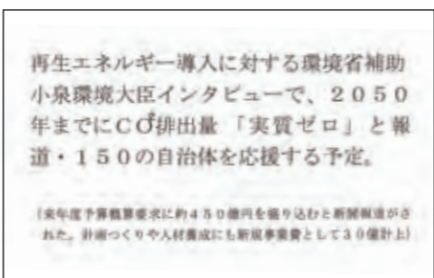 再生エネルギー導入に対する環境省補助
小泉環境大臣インタビューで、2050
年までにCO²排出量「実質ゼロ」と報
道・150の自治体を応援する予定。
(来年度予算概算要求に約450億円を盛り込むと新聞報道がさ
れた。計画つくりや人材養成にも新規事業費として30億計上)